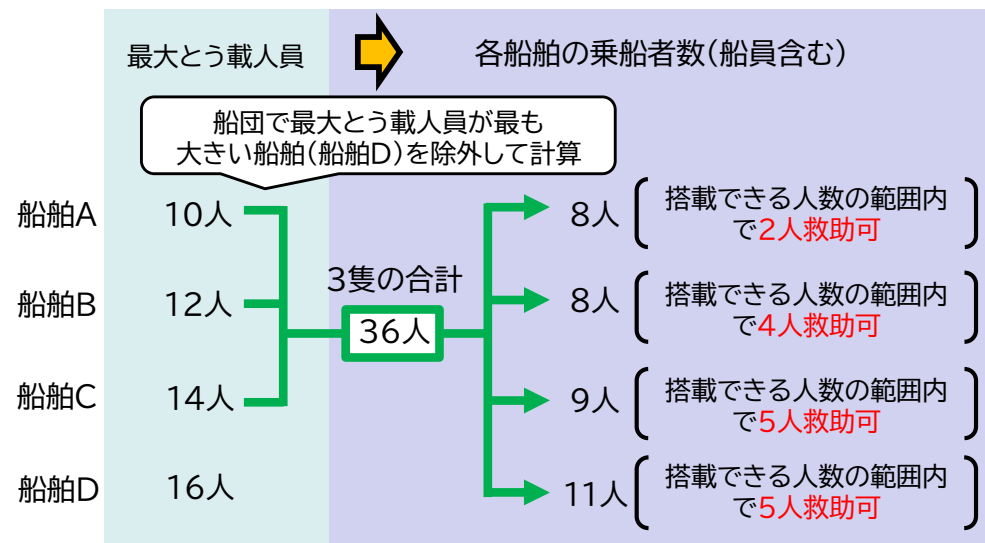 最大とう載人員
各船舶の乗船者数(船員含む)
船団で最大とう載人員が最も
大きい船舶(船舶D)を除外して計算
船舶A
10人
8人
搭載できる人数の範囲内
で2人救助可
船舶B
12人
3隻の合計
36人
8人
搭載できる人数の範囲内
で4人救助可
船舶C
14人
9人
搭載できる人数の範囲内
で5人救助可
船舶D
16人
11人
搭載できる人数の範囲内
で5人救助可